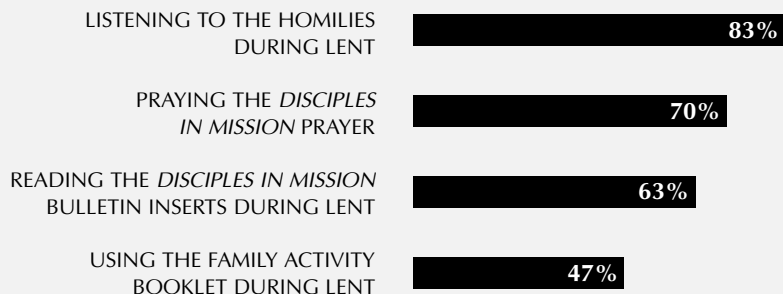 LISTENING TO THE HOMILIES
DURING LENT
83%
PRAYING THE DISCIPLES
IN MISSION PRAYER
70%
READING THE DISCIPLES IN MISSION
BULLETIN INSERTS DURING LENT
63%
USING THE FAMILY ACTIVITY
BOOKLET DURING LENT
47%